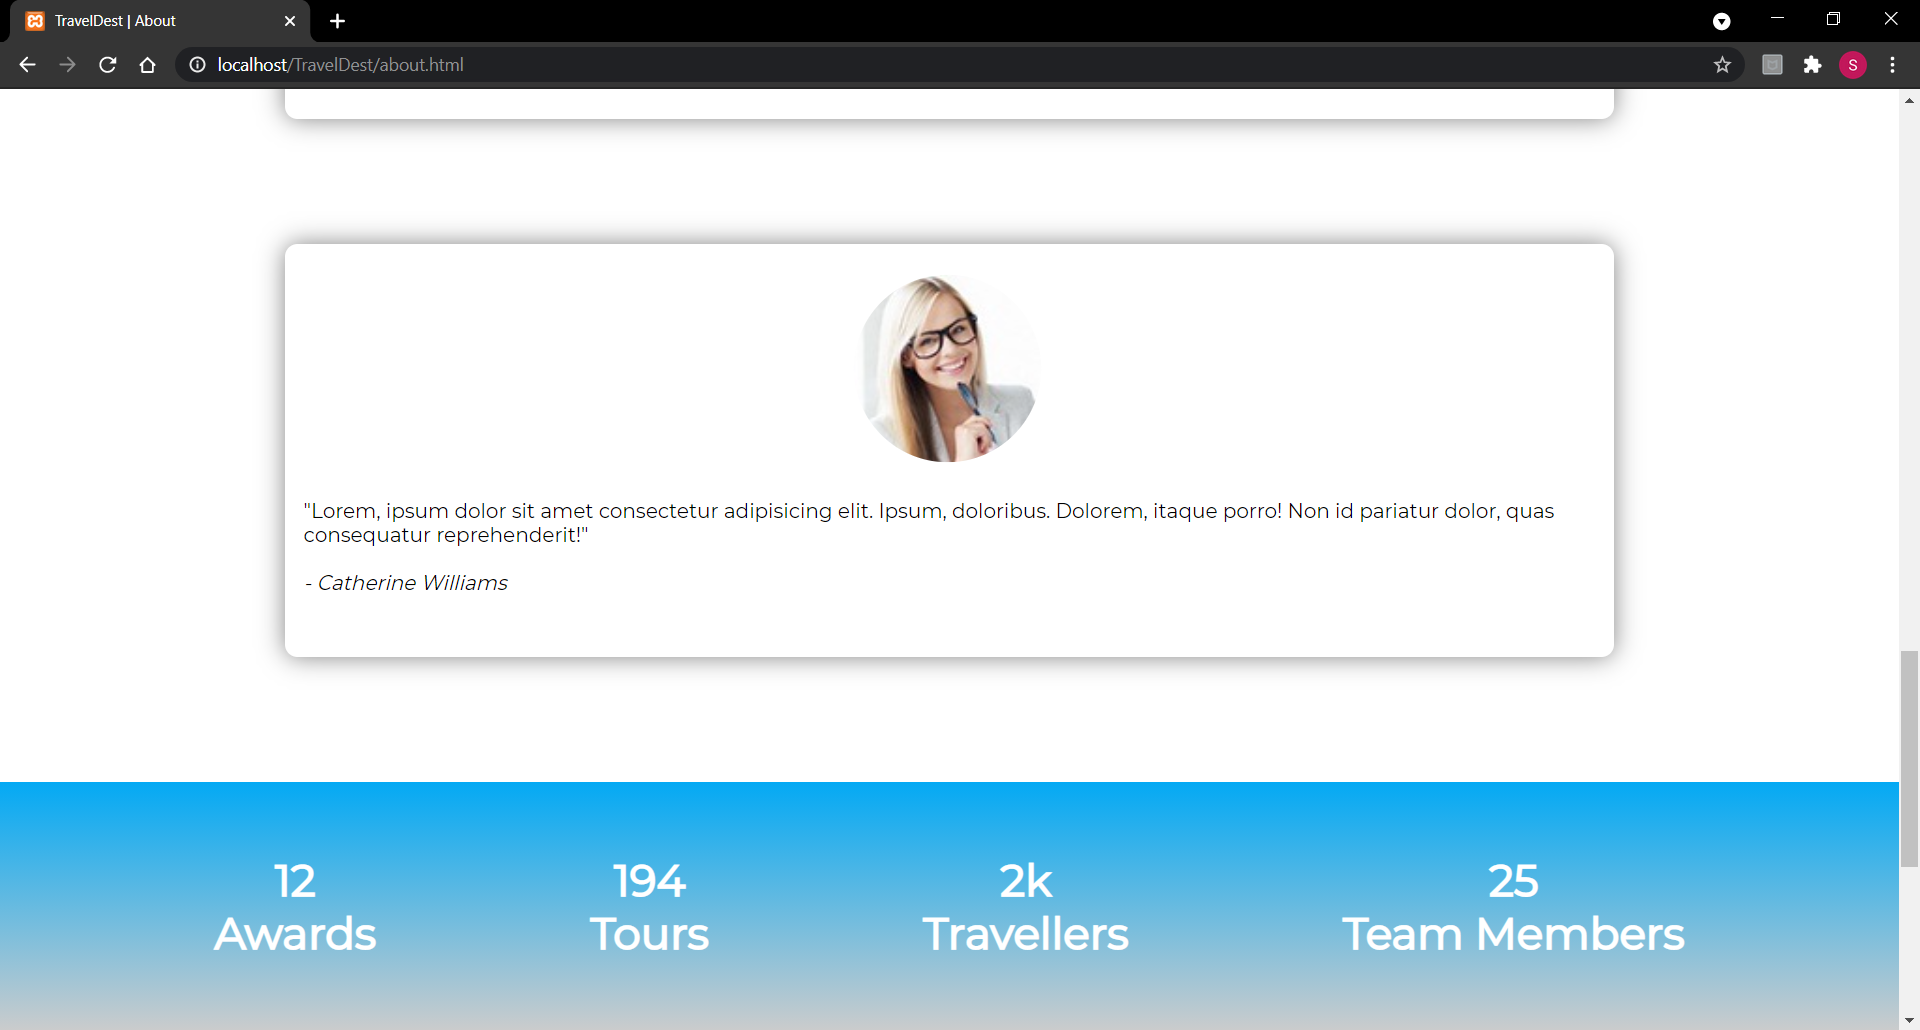 TravelDest | About
localhost/TravelDest/about.html
S
"Lorem, ipsum dolor sit amet consectetur adipisicing elit. Ipsum, doloribus. Dolorem, itaque porro! Non id pariatur dolor, quas
consequatur reprehenderit!"
- Catherine Williams
12 194 2k 25
Awards Tours Travellers Team Members